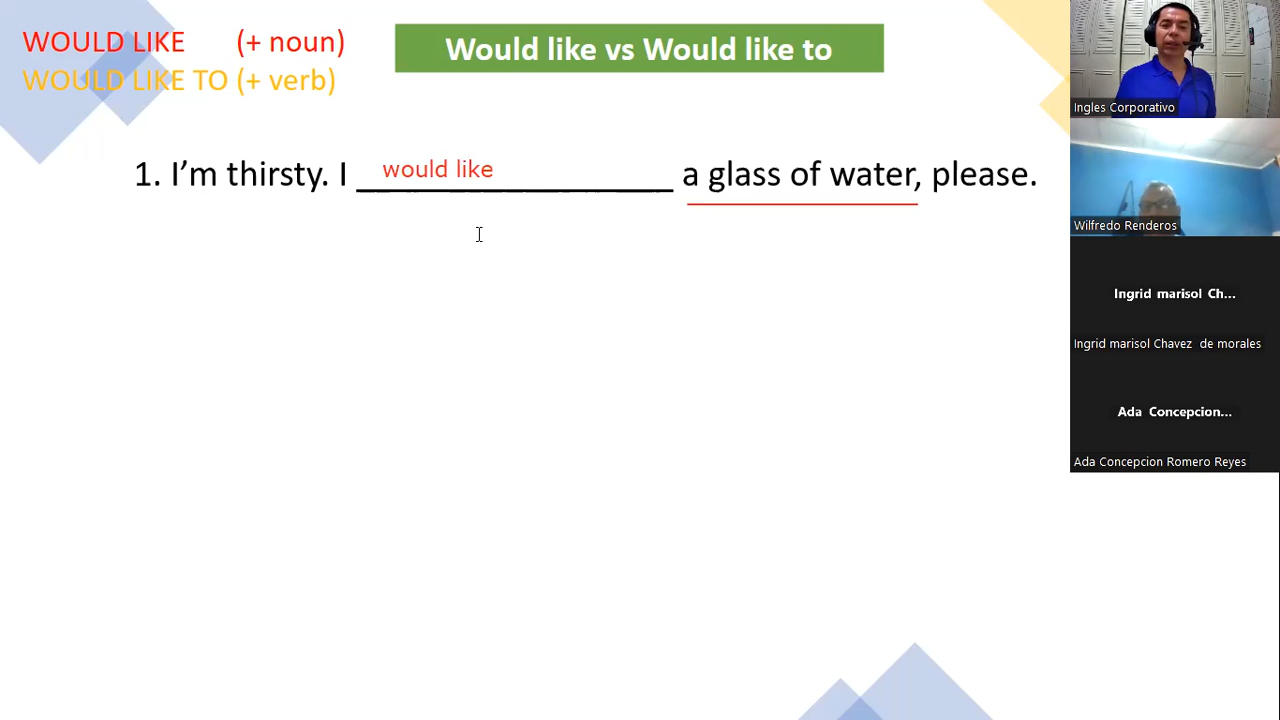 WOULD LIKE (+ noun)
WOULD LIKE TO (+ verb)
Would like vs Would like to
1. I’m thirsty. I would like a glass of water, please.
Ingles Corporativo
Wilfredo Renderos
Ingrid marisol Ch...
Ingrid marisol Chavez de morales
Ada Concepcion...
Ada Concepcion Romero Reyes